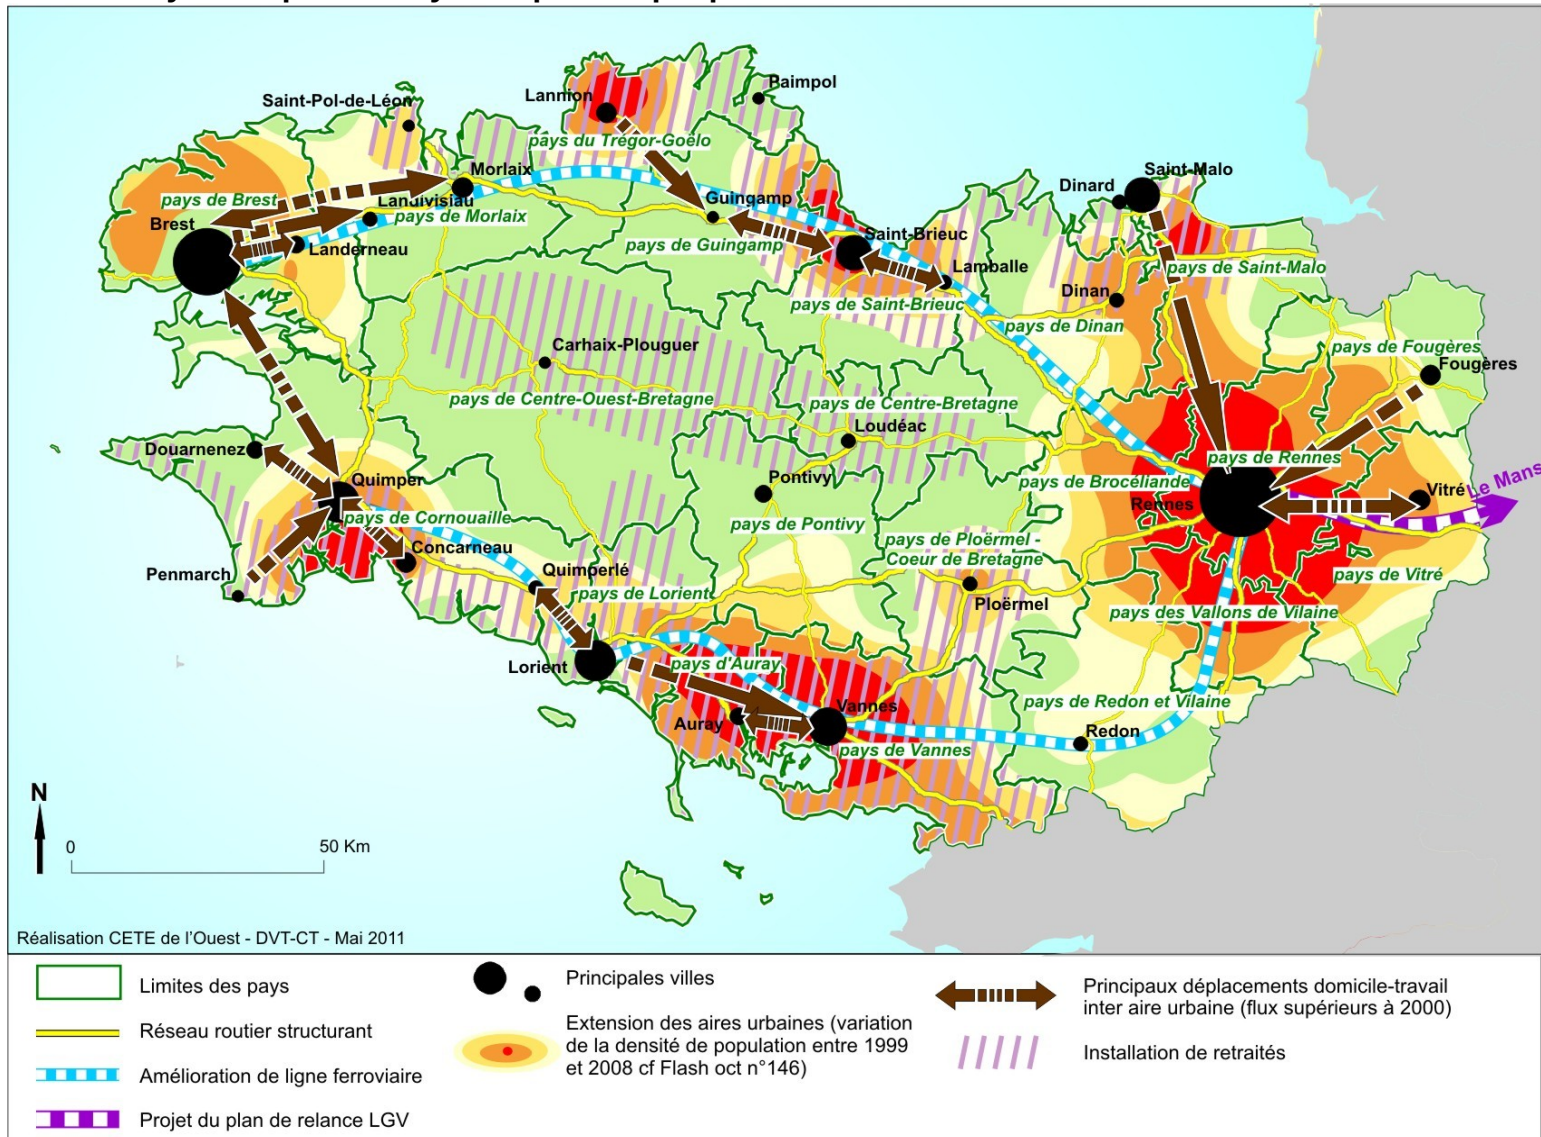 Saint-Pol-de-Léon
Lannion
Paimpol
pays du Trégor-Goëlo
Morlaix
Saint-Malo
Dinard
pays de Brest
Landivisiau
pays de Morlaix
Guingamp
Brest
Landerneau
pays de Guingamp
Saint-Brieuc
Lamballe
pays de Saint-Malo
Dinan
pays de Saint-Brieuc
pays de Dinan
Carhaix-Plouguer
pays de Fougères
Fougères
pays de Centre-Ouest-Bretagne
pays de Centre-Bretagne
Loudéac
Douarnenez
Quimper
Pontivy
pays de Rennes
pays de Brocéliande
Rennes
Vitré
Le Mans
pays de Cornouaille
pays de Pontivy
Concarneau
pays de Ploërmel -
Coeur de Bretagne
Penmarch
Quimperlé
pays de Lorient
Ploërmel
pays de Vitré
pays des Vallons de Vilaine
Lorient
pays d'Auray
Auray
Vannes
pays de Redon et Vilaine
Redon
pays de Vannes
N
0
50 Km
Réalisation CETE de l'Ouest - DVT-CT - Mai 2011
Limites des pays
Réseau routier structurant
Amélioration de ligne ferroviaire
Projet du plan de relance LGV
Principales villes
Extension des aires urbaines (variation
de la densité de population entre 1999
et 2008 cf Flash oct n°146)
Principaux déplacements domicile-travail
inter aire urbaine (flux supérieurs à 2000)
Installation de retraités